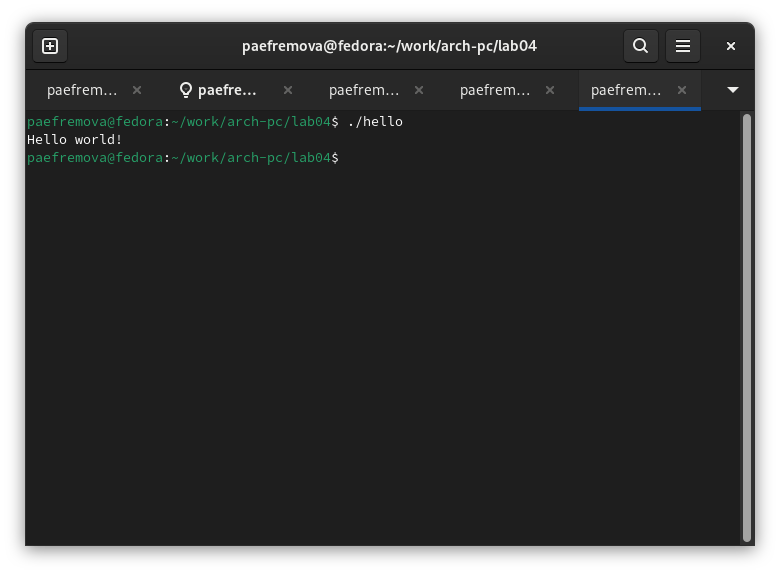 paefremova@fedora:~/work/arch-pc/lab04
paefrem… paefre… paefrem… paefrem… paefrem…
paefremova@fedora:~/work/arch-pc/lab04$ ./hello
Hello world!
paefremova@fedora:~/work/arch-pc/lab04$